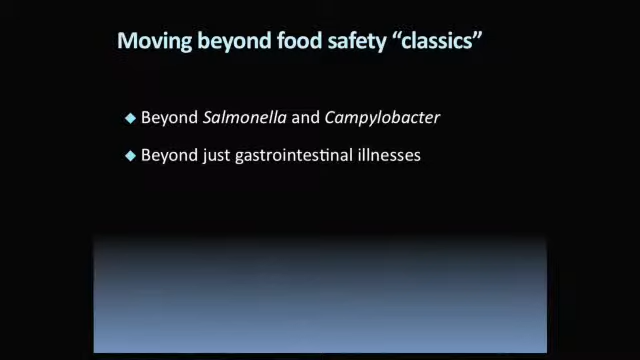 Moving beyond food safety “classics”
Beyond Salmonella and Campylobacter
Beyond just gastrointestinal illnesses